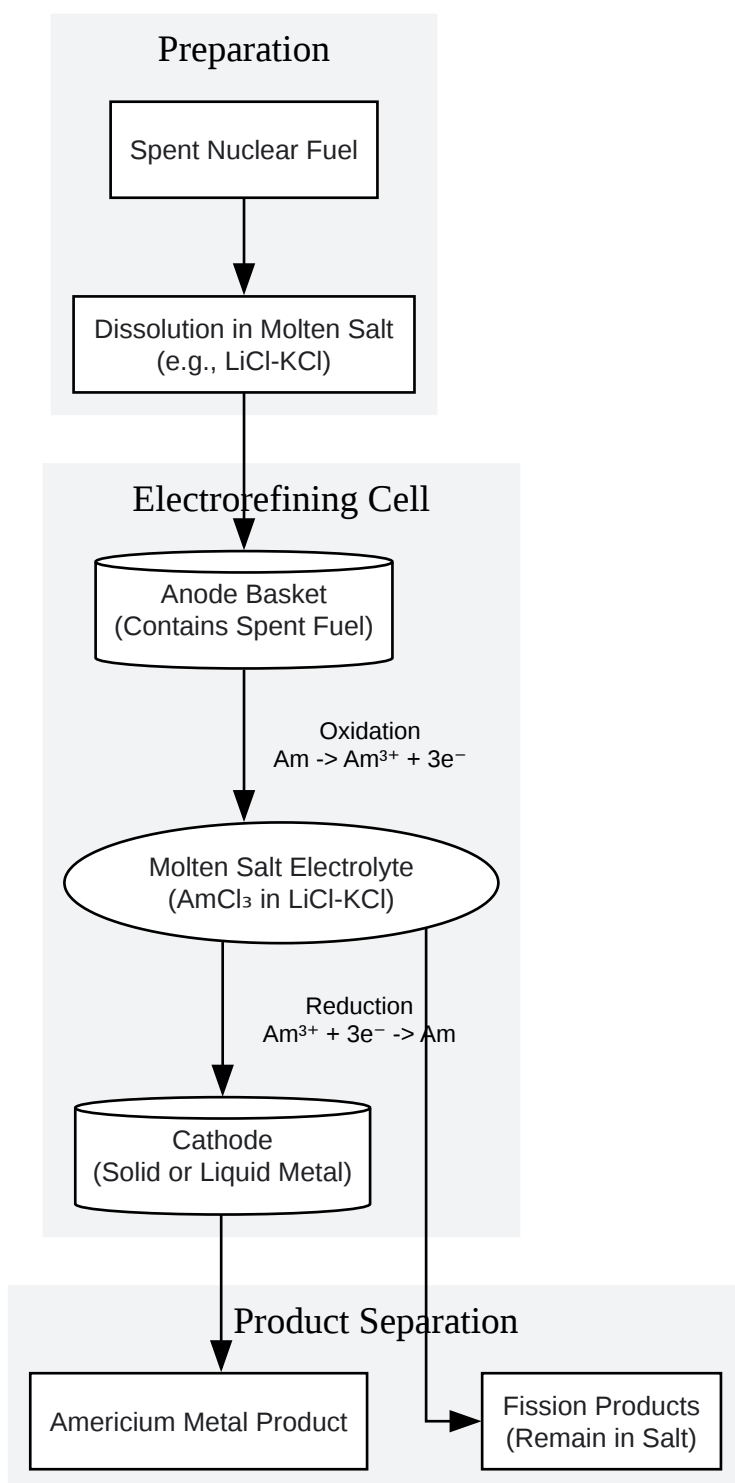 Preparation
Spent Nuclear Fuel
Dissolution in Molten Salt
(e.g., LiCl-KCl)
Electrorefining Cell
Anode Basket
(Contains Spent Fuel)
Oxidation
Am -> Am³⁺ + 3e⁻
Molten Salt Electrolyte
(AmCl₃ in LiCl-KCl)
Reduction
Am³⁺ + 3e⁻ -> Am
Cathode
(Solid or Liquid Metal)
Product Separation
Americium Metal Product
Fission Products
(Remain in Salt)